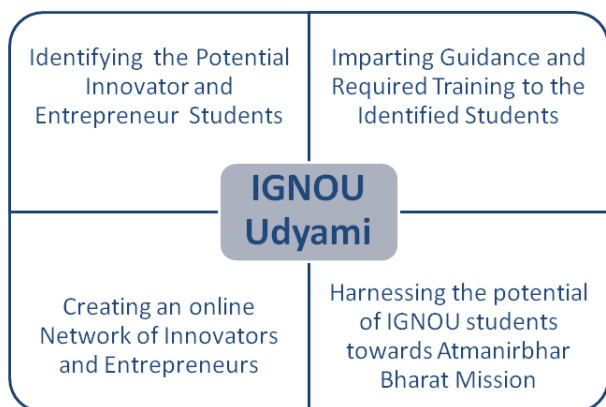 Identifying the Potential
Innovator and
Entrepreneur Students
Imparting Guidance and
Required Training to the
Identified Students
IGNOU
Udyami
Creating an online
Network of Innovators
and Entrepreneurs
Harnessing the potential
of IGNOU students
towards Atmanirbhar
Bharat Mission